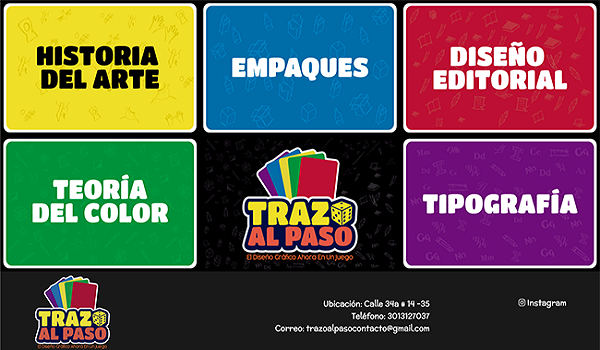 HISTORIA
DEL ARTE
EMPAQUES
DISEÑO
EDITORIAL
TEORÍA
DEL COLOR
TRAZO
AL PASO
El Diseño Gráfico Ahora En Un Juego
TIPOGRAFÍA
TRAZO
AL PASO
El Diseño Gráfico Ahora En Un Juego
Ubicación: Calle 34a # 14 -35
Teléfono: 3013127037
Correo: trazoalpasocontacto@gmail.com
Instagram